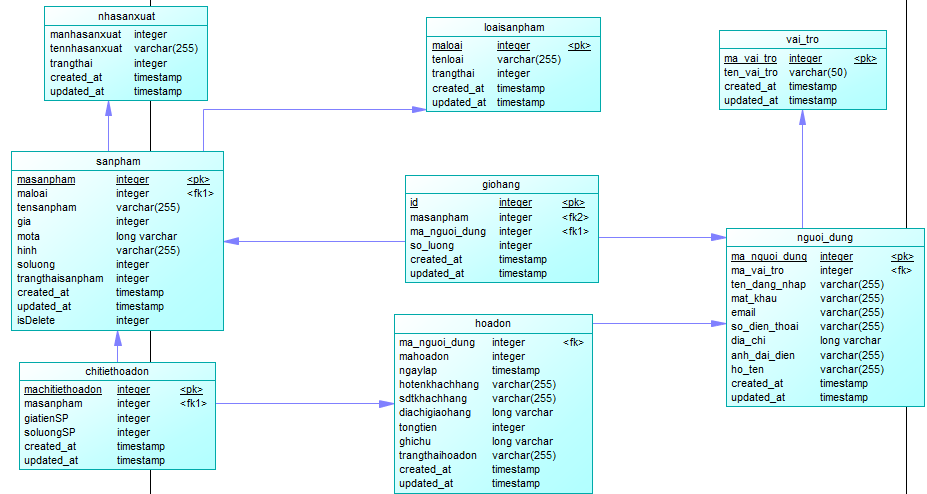 nhasanxuat
manhasanxuat integer
tennhasanxuat varchar(255)
trangthai integer
created_at timestamp
updated_at timestamp
loaisanpham
maloai integer <pk>
tenloai varchar(255)
trangthai integer
created_at timestamp
updated_at timestamp
vai_tro
ma_vai_tro integer <pk>
ten_vai_tro varchar(50)
created_at timestamp
updated_at timestamp
sanpham
masanpham integer <pk>
maloai integer <fk1>
tensanpham varchar(255)
gia integer
mota long varchar
hinh varchar(255)
soluong integer
trangthaisanpham integer
created_at timestamp
updated_at timestamp
isDelete integer
giohang
id integer <pk>
masanpham integer <fk2>
ma_nguoi_dung integer <fk1>
so_luong integer
created_at timestamp
updated_at timestamp
nguoi_dung
ma_nguoi_dung integer <pk>
ma_vai_tro integer <fk>
ten_dang_nhap varchar(255)
mat_khau varchar(255)
email varchar(255)
so_dien_thoai varchar(255)
dia_chi long varchar
anh_dai_dien varchar(255)
ho_ten varchar(255)
created_at timestamp
updated_at timestamp
chitiethoadon
machitiethoadon integer <pk>
masanpham integer <fk1>
giatienSP integer
soluongSP integer
created_at timestamp
updated_at timestamp
hoadon
ma_nguoi_dung integer <fk>
mahoadon integer
ngaylap timestamp
hotenkhachhang varchar(255)
sdtkhachhang varchar(255)
diachigiaohang long varchar
tongtien integer
ghichu long varchar
trangthaihoadon varchar(255)
created_at timestamp
updated_at timestamp